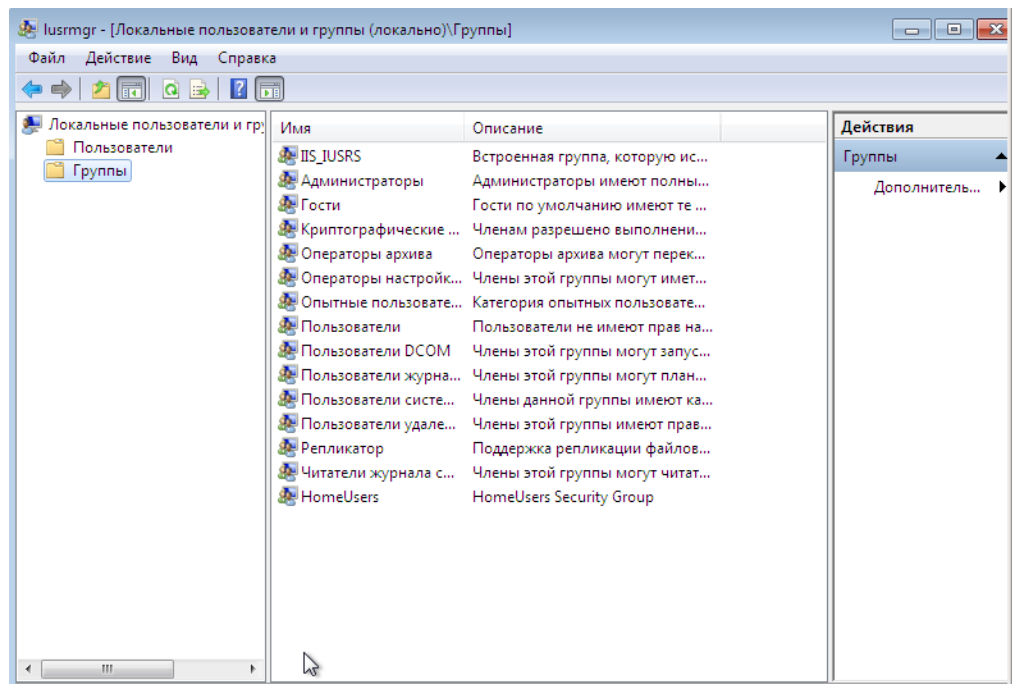 lusrmgr - [Локальные пользователи и группы (локально)\Группы]
Файл Действие Вид Справка
Локальные пользователи и гру
Пользователи
Группы
Имя Описание
IIS_IUSRS Встроенная группа, которую ис...
Администраторы Администраторы имеют полны...
Гости Гости по умолчанию имеют те ...
Криптографические ... Членам разрешено выполнени...
Операторы архива Операторы архива могут перек...
Операторы настройк... Члены этой группы могут имет...
Опытные пользовате... Категория опытных пользовате...
Пользователи Пользователи не имеют прав на...
Пользователи DCOM Члены этой группы могут запус...
Пользователи журна... Члены этой группы могут план...
Пользователи систе... Члены данной группы имеют ка...
Пользователи удале... Члены этой группы имеют прав...
Репликатор Поддержка репликации файлов...
Читатели журнала с... Члены этой группы могут читат...
HomeUsers HomeUsers Security Group
Действия
Группы
Дополнитель...